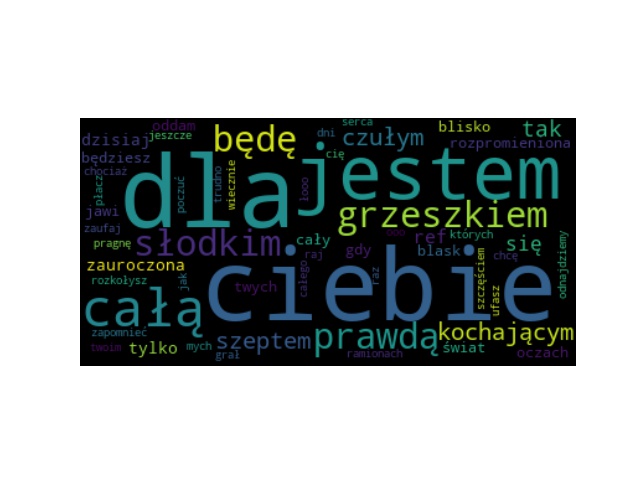 oddam
serca
dzisiaj
jeszcze
będę
dni
czułym
blisko
tak
rozpromieniona
będziesz
chociaż
cię
dla
jestem
płacz
poczuć
trudno
wiecznie
łooo
jawi
grzeszkiem
zaufaj
pragnę
słodkim
cały
gdy
ooo
ref
których
się
blask
raj
chcę
odnajdziemy
zauroczona
rozkołysz
jak
ciebie
całego
raz
szczęściem
ufasz
twych
całą
zapomnieć
szeptem
prawdą
kochającym
twoim
tylko
mych
grał
ramionach
świat
oczach